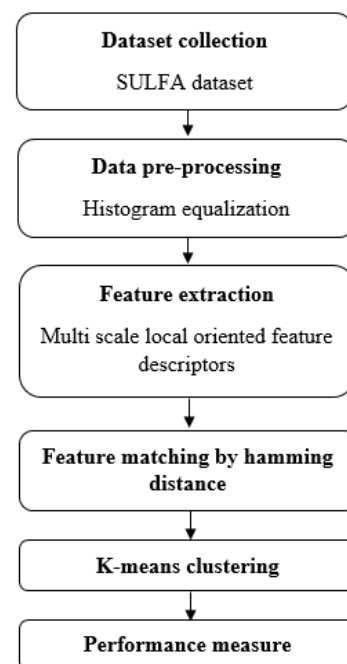 Dataset collection
SULFA dataset
Data pre-processing
Histogram equalization
Feature extraction
Multi scale local oriented feature
descriptors
Feature matching by hamming
distance
K-means clustering
Performance measure